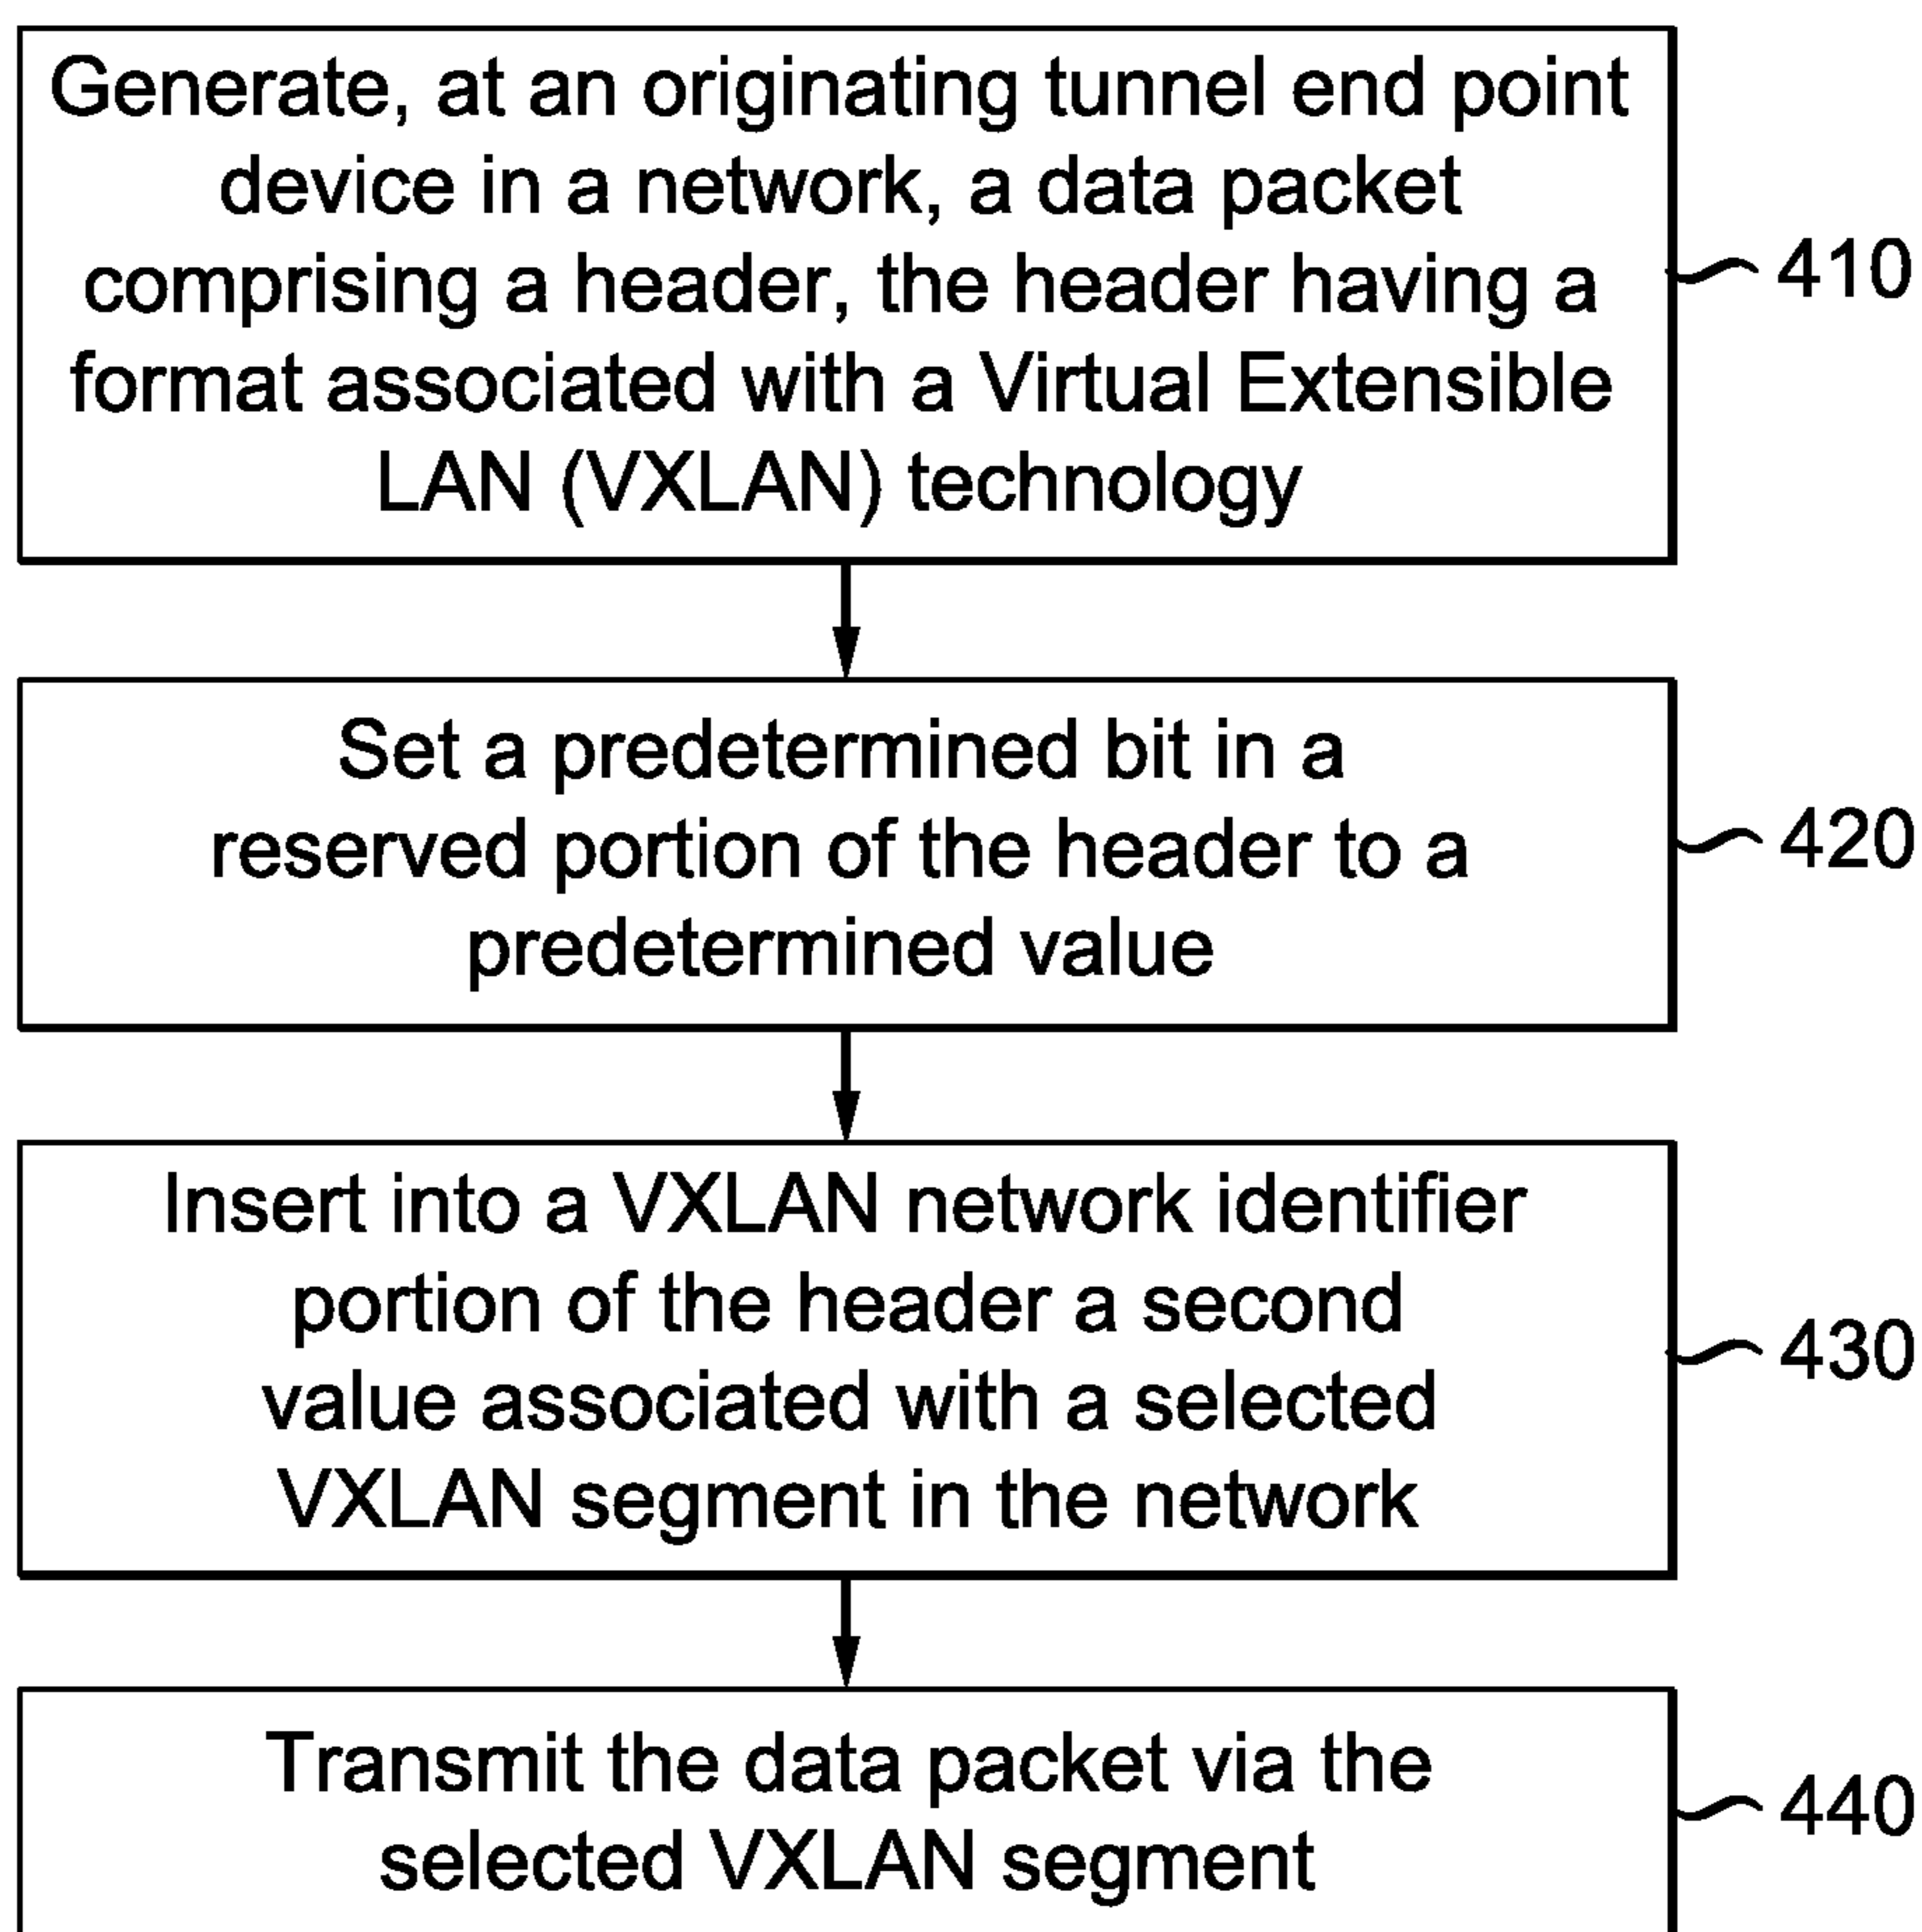 Generate, at an originating tunnel end point
device in a network, a data packet
comprising a header, the header having a
format associated with a Virtual Extensible
LAN (VXLAN) technology
410
Set a predetermined bit in a
reserved portion of the header to a
predetermined value
420
Insert into a VXLAN network identifier
portion of the header a second
value associated with a selected
VXLAN segment in the network
430
Transmit the data packet via the
selected VXLAN segment
440